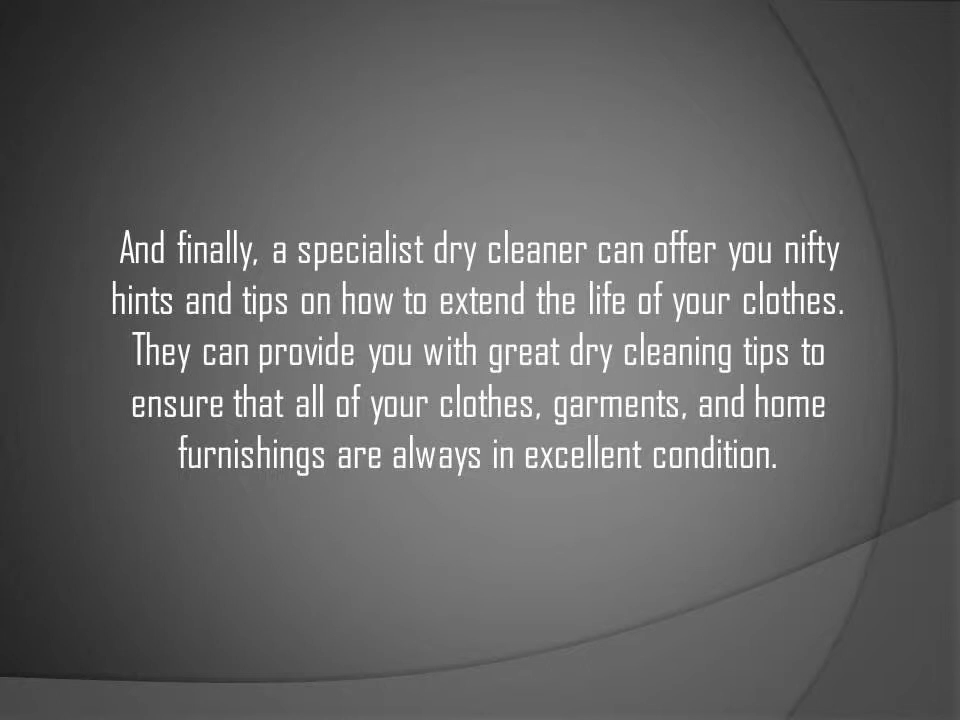 And finally, a specialist dry cleaner can offer you nifty
hints and tips on how to extend the life of your clothes.
They can provide you with great dry cleaning tips to
ensure that all of your clothes, garments, and home
furnishings are always in excellent condition.